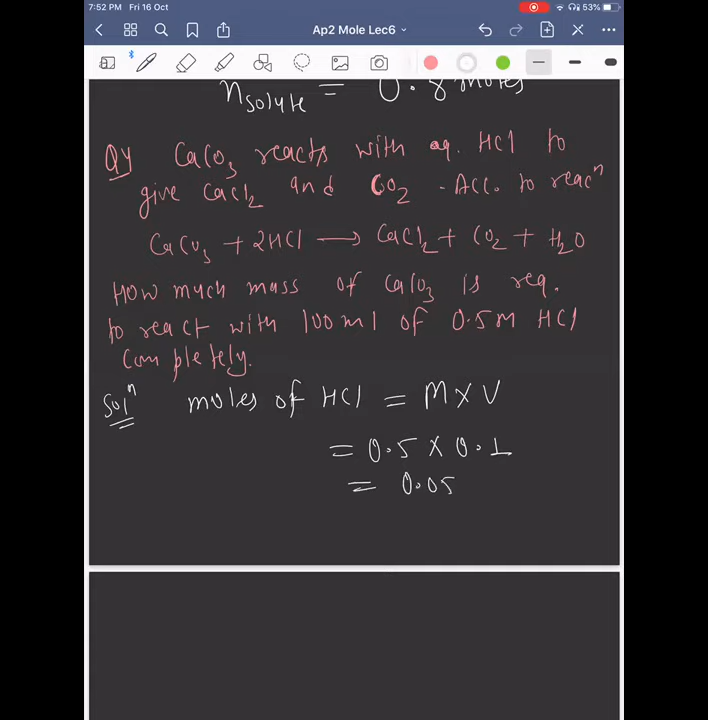 7:52 PM Fri 16 Oct
53%
Ap2 Mole Lec6
nsolute = 0.8 moles
Q) CaCO3 reacts with aq. HCl to
give CaCl2 and CO2 . Acc. to reacn
CaCO3 + 2HCl → CaCl2 + CO2 + H2O
How much mass of CaCO3 is req.
to react with 100 ml of 0.5M HCl
completely.
Soln moles of HCl = M×V
= 0.5 × 0.1
= 0.05